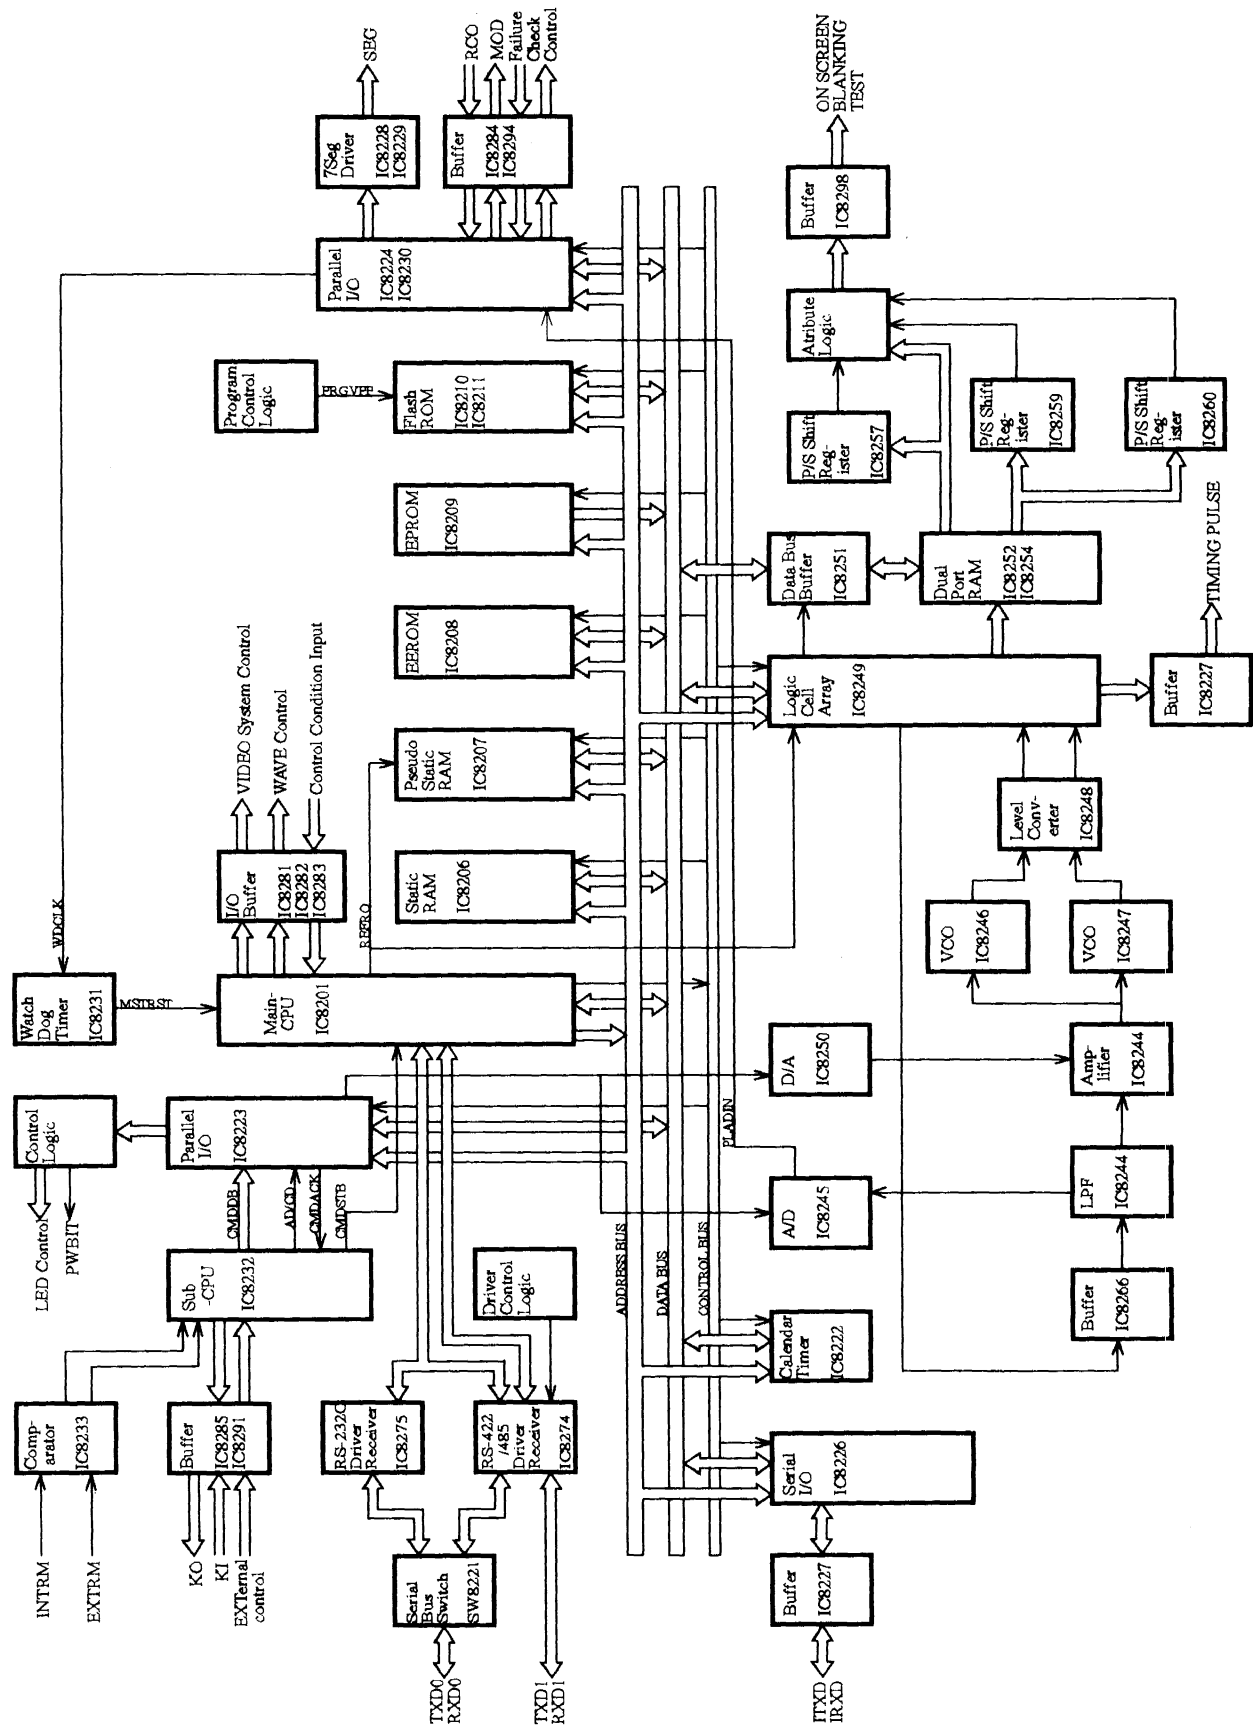 INTRM
EXTRM
Comp-
arator
IC8233
KO
KI
EXTernal
control
Buffer
IC8285
IC8291
LED Control
PWBIT
Control
Logic
Sub
-CPU
IC8232
CMDDB
AD/CD
CMDACK
CMDSTB
Parallel
I/O
IC8223
Watch
Dog
Timer
IC8231
MSTRST
WDCLK
Main-
CPU
IC8201
I/O
Buffer
IC8281
IC8282
IC8283
VIDEO System Control
WAVE Control
Control Condition Input
REFRQ
TXD0
RXD0
TXD1
RXD1
Serial
Bus
Switch
SW8221
RS-232C
Driver
Receiver
IC8275
RS-422
/485
Driver
Receiver
IC8274
Driver
Control
Logic
Static
RAM
IC8206
Pseudo
Static
RAM
IC8207
EEROM
IC8208
EPROM
IC8209
Program
Control
Logic
PRGVPP
Flash
ROM
IC8210
IC8211
Parallel
I/O
IC8224
IC8230
7Seg
Driver
IC8228
IC8229
SEG
Buffer
IC8284
IC8294
RCO
MOD
Failure
Check
Control
ADDRESS BUS
DATA BUS
CONTROL BUS
PLADIN
ITXD
IRXD
Buffer
IC8227
Serial
I/O
IC8226
Calendar
Timer
IC8222
A/D
IC8245
D/A
IC8250
Buffer
IC8266
LPF
IC8244
Amp-
lifier
IC8244
VCO
IC8246
VCO
IC8247
Level
Conv-
erter
IC8248
Logic
Cell
Array
IC8249
Buffer
IC8227
TIMING PULSE
Data Bus
Buffer
IC8251
Dual
Port
RAM
IC8252
IC8254
P/S Shift
Reg-
ister
IC8257
P/S Shift
Reg-
ister
IC8259
P/S Shift
Reg-
ister
IC8260
Atribute
Logic
Buffer
IC8298
ON SCREEN
BLANKING
TEST